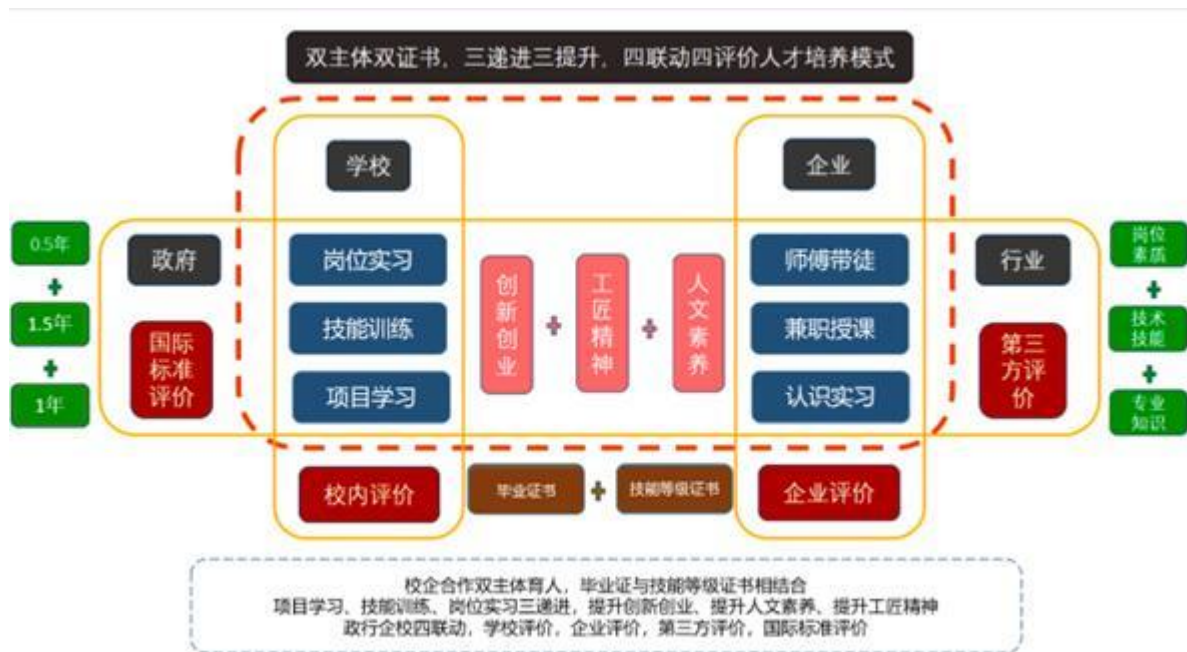 双主体双证书，三递进三提升，四联动四评价人才培养模式
学校
企业
0.5年
+
1.5年
+
1年
政府
国际
标准
评价
岗位实习
技能训练
项目学习
创新创业
+
工匠精神
+
人文素养
师傅带徒
兼职授课
认识实习
行业
第三
方评
价
岗位
素质
+
技术
技能
+
专业
知识
校内评价
毕业证书
+
技能等级证书
企业评价
校企合作双主体育人，毕业证与技能等级证书相结合
项目学习、技能训练、岗位实习三递进，提升创新创业、提升人文素养、提升工匠精神
政行企校四联动，学校评价，企业评价，第三方评价，国际标准评价